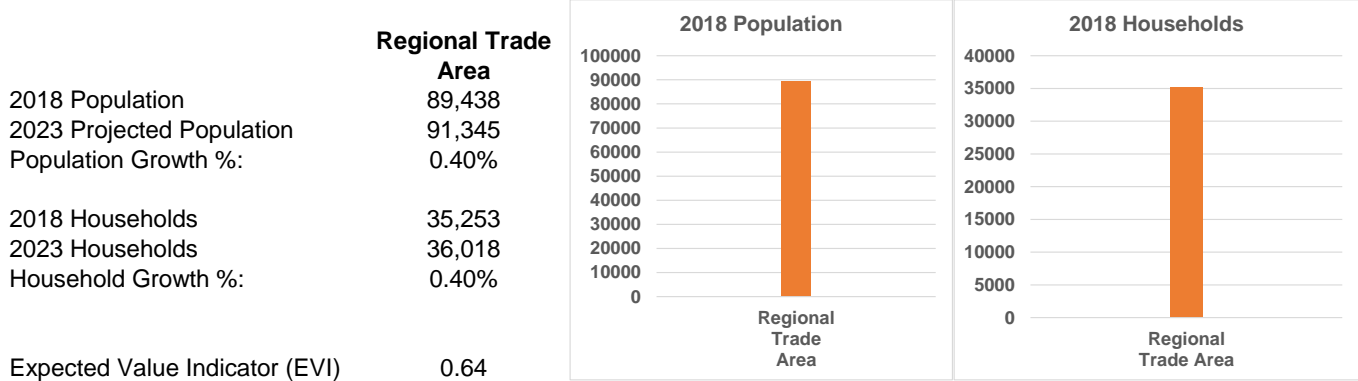 Regional Trade
Area
2018 Population 89,438
2023 Projected Population 91,345
Population Growth %: 0.40%
2018 Households 35,253
2023 Households 36,018
Household Growth %: 0.40%
Expected Value Indicator (EVI) 0.64
2018 Population
100000
90000
80000
70000
60000
50000
40000
30000
20000
10000
0
Regional
Trade
Area
2018 Households
40000
35000
30000
25000
20000
15000
10000
5000
0
Regional
Trade Area